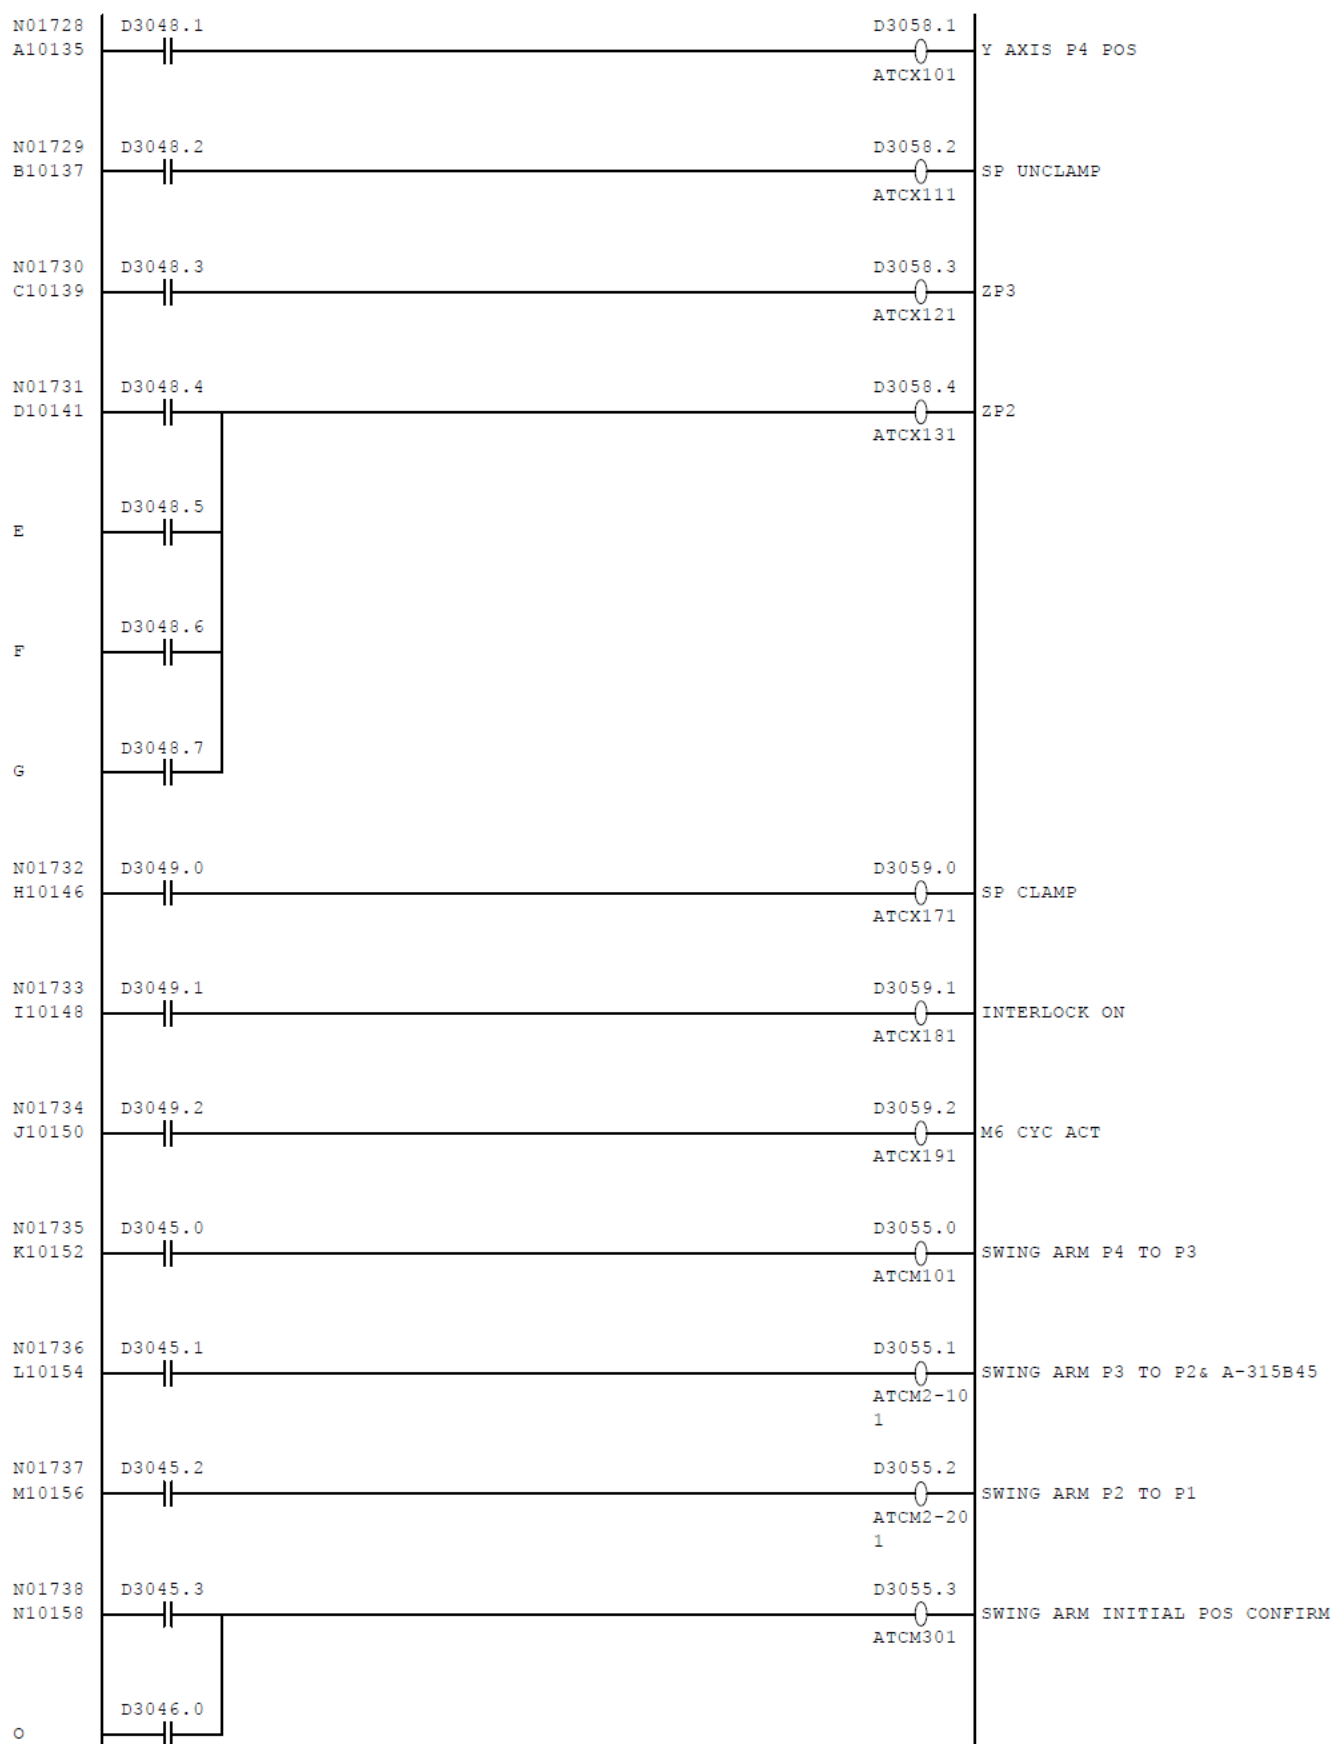 N01728 D3048.1 D3058.1
A10135 Y AXIS P4 POS
ATCX101
N01729 D3048.2 D3058.2
B10137 SP UNCLAMP
ATCX111
N01730 D3048.3 D3058.3
C10139 ZP3
ATCX121
N01731 D3048.4 D3058.4
D10141 ZP2
ATCX131
D3048.5
E
D3048.6
F
D3048.7
G
N01732 D3049.0 D3059.0
H10146 SP CLAMP
ATCX171
N01733 D3049.1 D3059.1
I10148 INTERLOCK ON
ATCX181
N01734 D3049.2 D3059.2
J10150 M6 CYC ACT
ATCX191
N01735 D3045.0 D3055.0
K10152 SWING ARM P4 TO P3
ATCM101
N01736 D3045.1 D3055.1
L10154 SWING ARM P3 TO P2& A-315B45
ATCM2-10
1
N01737 D3045.2 D3055.2
M10156 SWING ARM P2 TO P1
ATCM2-20
1
N01738 D3045.3 D3055.3
N10158 SWING ARM INITIAL POS CONFIRM
ATCM301
D3046.0
O